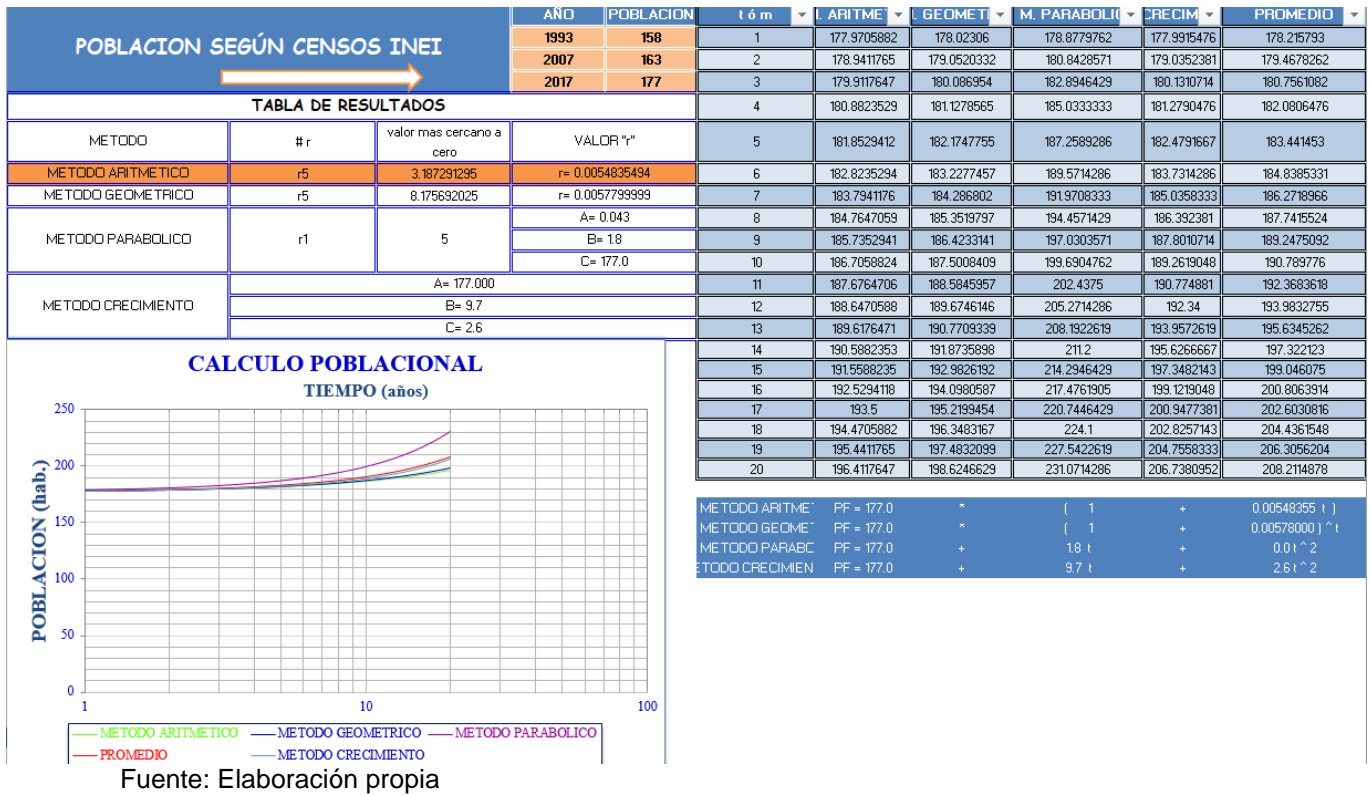 POBLACION SEGÚN CENSOS INEI
AÑO POBLACION
1993 158
2007 163
2017 177
TABLA DE RESULTADOS
METODO # r valor mas cercano a cero VALOR "r"
METODO ARITMETICO r5 3.187291295 r= 0.0054835494
METODO GEOMETRICO r5 8.175692025 r= 0.0057799999
METODO PARABOLICO r1 5 A= 0.043
B= 1.8
C= 177.0
METODO CRECIMIENTO A= 177.000
B= 9.7
C= 2.6
t ó m . ARITME . GEOMET M. PARABOLI CRECIM PROMEDIO
1 177.9705882 178.02306 178.8779762 177.9915476 178.215793
2 178.9411765 179.0520332 180.8428571 179.0352381 179.4678262
3 179.9117647 180.086954 182.8946429 180.1310714 180.7561082
4 180.8823529 181.1278565 185.0333333 181.2790476 182.0806476
5 181.8529412 182.1747755 187.2589286 182.4791667 183.441453
6 182.8235294 183.2277457 189.5714286 183.7314286 184.8385331
7 183.7941176 184.286802 191.9708333 185.0358333 186.2718966
8 184.7647059 185.3519797 194.4571429 186.392381 187.7415524
9 185.7352941 186.4233141 197.0303571 187.8010714 189.2475092
10 186.7058824 187.5008409 199.6904762 189.2619048 190.789776
11 187.6764706 188.5845957 202.4375 190.774881 192.3683618
12 188.6470588 189.6746146 205.2714286 192.34 193.9832755
13 189.6176471 190.7709339 208.1922619 193.9572619 195.6345262
14 190.5882353 191.8735898 211.2 195.6266667 197.322123
15 191.5588235 192.9826192 214.2946429 197.3482143 199.046075
16 192.5294118 194.0980587 217.4761905 199.1219048 200.8063914
17 193.5 195.2199454 220.7446429 200.9477381 202.6030816
18 194.4705882 196.3483167 224.1 202.8257143 204.4361548
19 195.4411765 197.4832099 227.5422619 204.7558333 206.3056204
20 196.4117647 198.6246629 231.0714286 206.7380952 208.2114878
METODO ARITME PF = 177.0 * ( 1 + 0.00548355 t )
METODO GEOME PF = 177.0 * ( 1 + 0.00578000 ) ^ t
METODO PARABO PF = 177.0 + 1.8 t + 0.0 t ^ 2
ETODO CRECIMIEN PF = 177.0 + 9.7 t + 2.6 t ^ 2
CALCULO POBLACIONAL
TIEMPO (años)
POBLACION (hab.)
250
200
150
100
50
0
1 10 100
METODO ARITMETICO METODO GEOMETRICO METODO PARABOLICO
PROMEDIO METODO CRECIMIENTO
Fuente: Elaboración propia